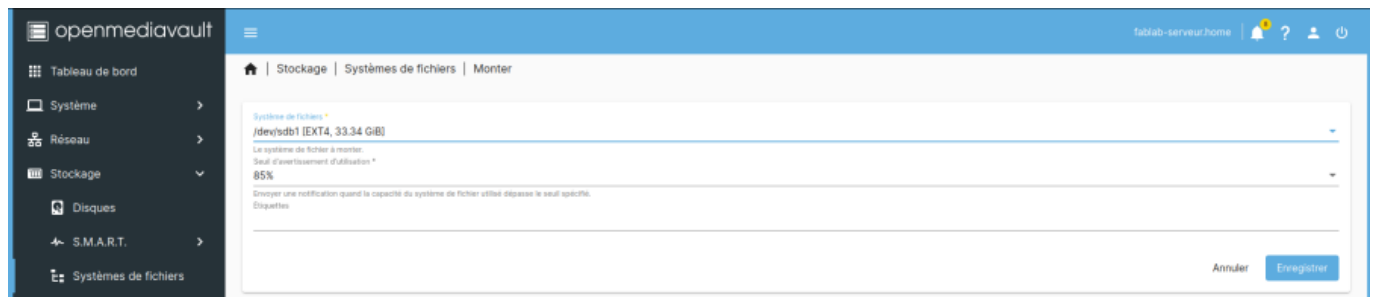 openmediavault
fablab-serveur.home
8
?
Tableau de bord
Stockage | Systèmes de fichiers | Monter
Système
Système de fichiers *
/dev/sdb1 [EXT4, 33.34 GiB]
Réseau
Le système de fichier à monter.
Seuil d'avertissement d'utilisation *
Stockage
85%
Envoyer une notification quand la capacité du système de fichier utilisé dépasse le seuil spécifié.
Étiquettes
Disques
S.M.A.R.T.
Systèmes de fichiers
Annuler
Enregistrer